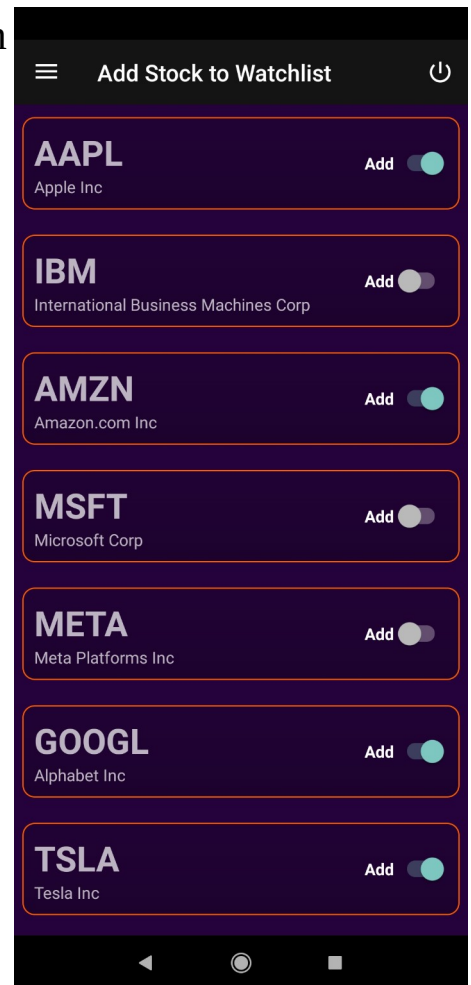 Add Stock to Watchlist
AAPL
Apple Inc
Add
IBM
International Business Machines Corp
Add
AMZN
Amazon.com Inc
Add
MSFT
Microsoft Corp
Add
META
Meta Platforms Inc
Add
GOOGL
Alphabet Inc
Add
TSLA
Tesla Inc
Add